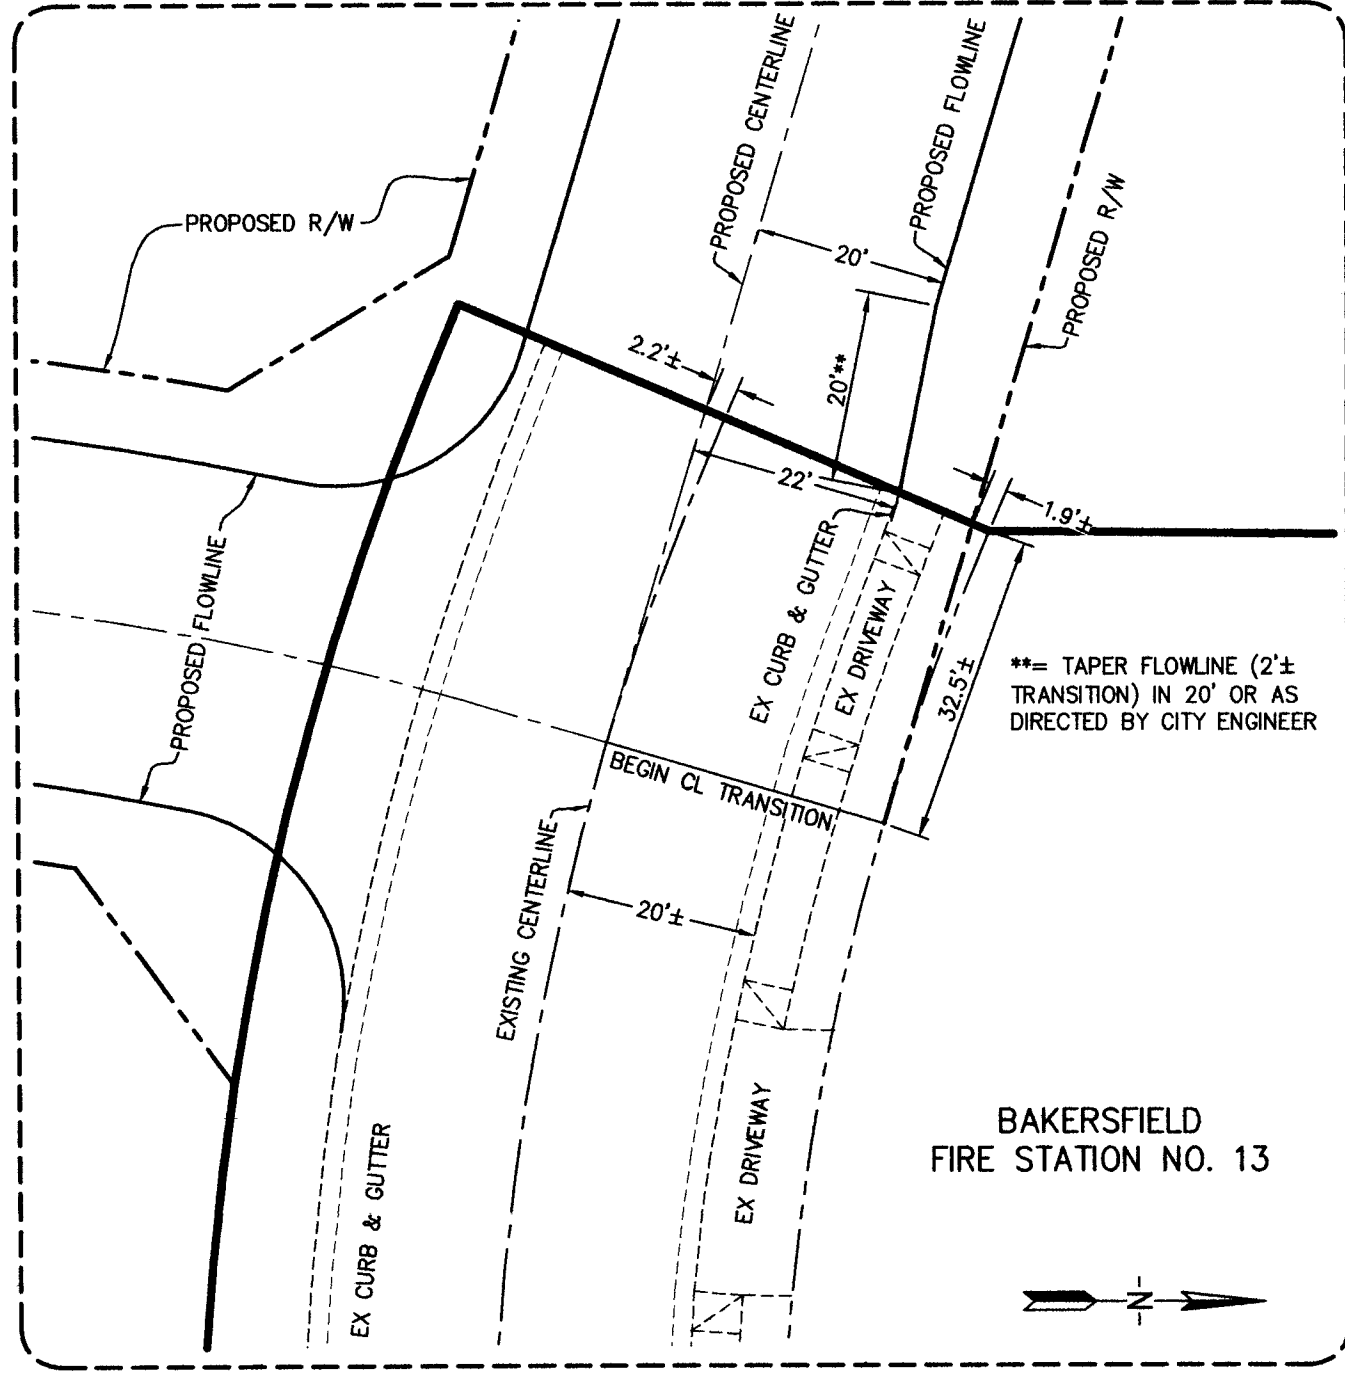 PROPOSED CENTERLINE
PROPOSED FLOWLINE
PROPOSED R/W
PROPOSED R/W
20'
2.2'±
20'**
22'
1.9'±
EX CURB & GUTTER
EX DRIVEWAY
PROPOSED FLOWLINE
32.5'±
**= TAPER FLOWLINE (2'±
TRANSITION) IN 20' OR AS
DIRECTED BY CITY ENGINEER
BEGIN CL TRANSITION
EXISTING CENTERLINE
20'±
EX CURB & GUTTER
EX DRIVEWAY
BAKERSFIELD
FIRE STATION NO. 13
N